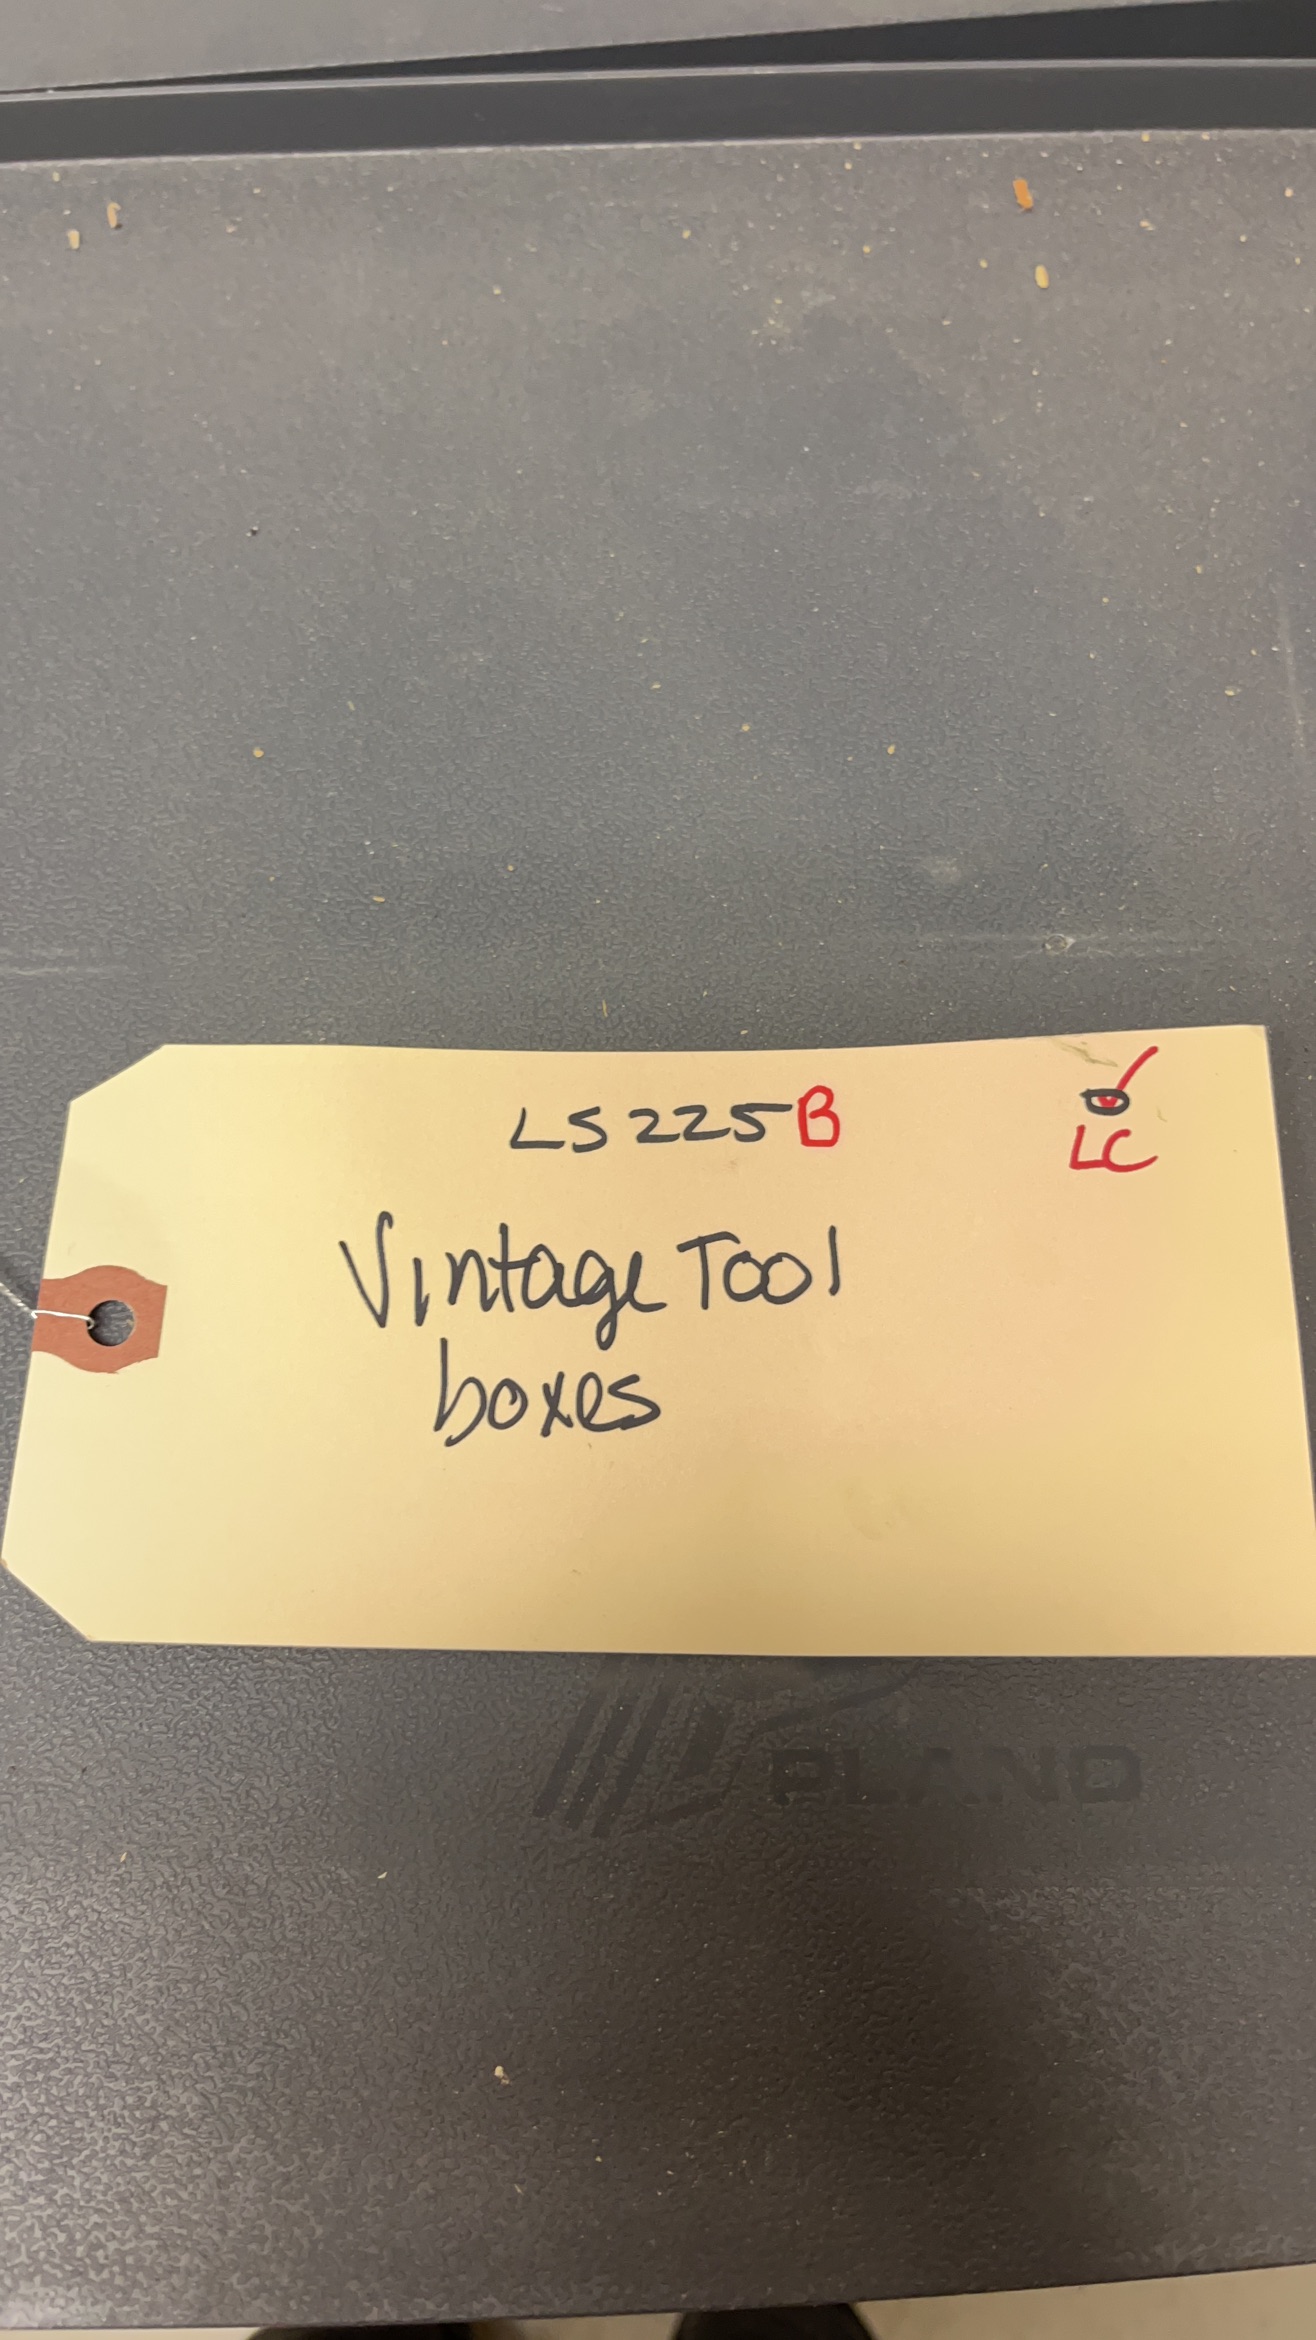 LS225B
LC
Vintage Tool
boxes
PLANO